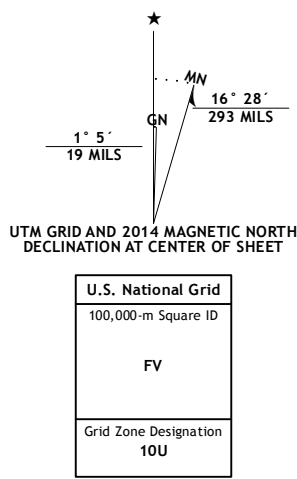 ★
MN
16° 28´
293 MILS
GN
1° 5´
19 MILS
UTM GRID AND 2014 MAGNETIC NORTH
DECLINATION AT CENTER OF SHEET
U.S. National Grid
100,000-m Square ID
FV
Grid Zone Designation
10U